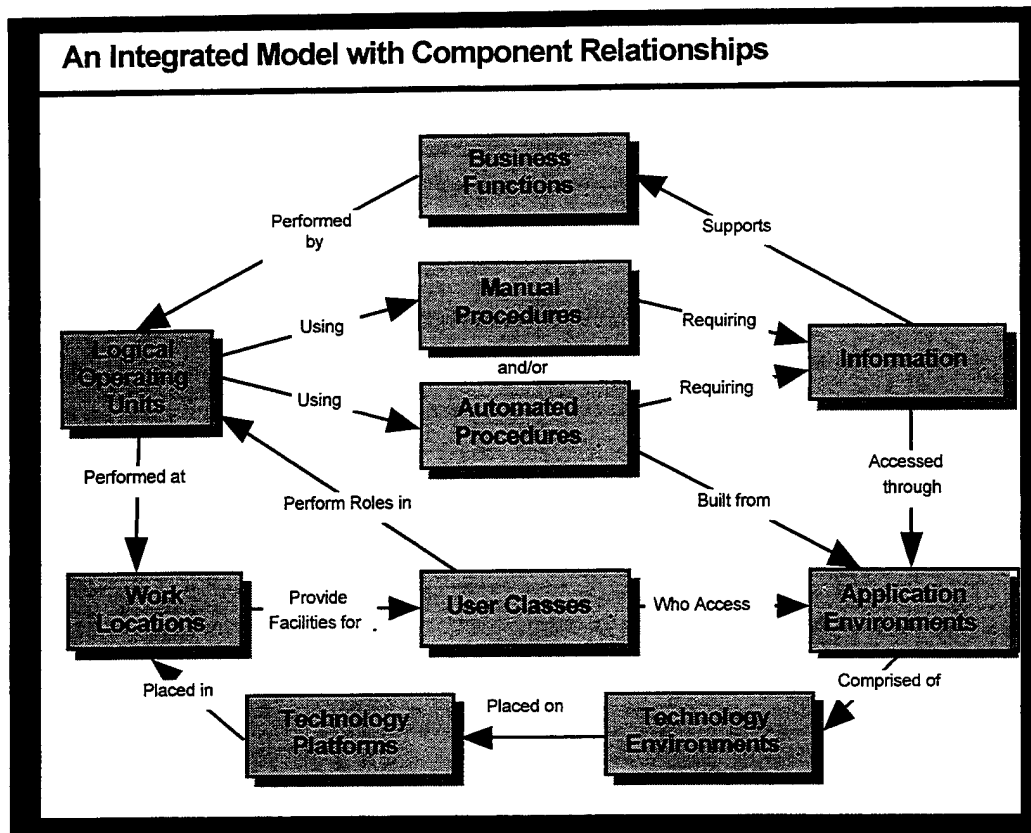 An Integrated Model with Component Relationships
Business
Functions
Performed
by
Supports
Manual
Procedures
Using
Requiring
Logical
Operating
Units
and/or
Information
Using
Automated
Procedures
Requiring
Performed at
Perform Roles in
Built from
Accessed
through
Work
Locations
Provide
Facilities for
User Classes
Who Access
Application
Environments
Placed in
Placed on
Comprised of
Technology
Platforms
Technology
Environments